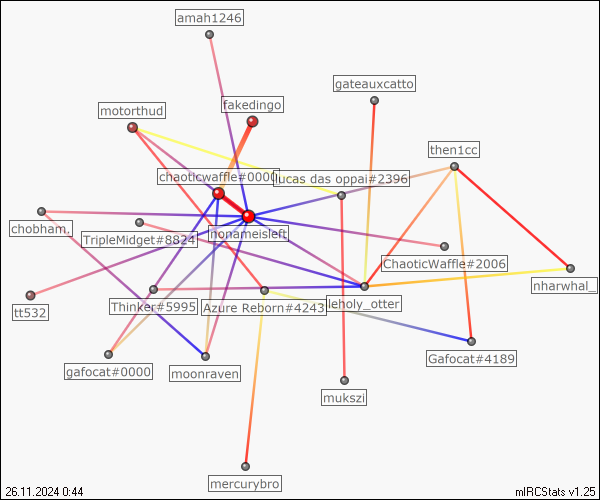 amah1246
gateauxcatto
fakedingo
motorthud
then1cc
chaoticwaffle#0000
lucas das oppai#2396
chobham.
TripleMidget#8824
nonameisleft
ChaoticWaffle#2006
nharwhal_
tt532
Thinker#5995
Azure Reborn#4243
leholy_otter
gafocat#0000
moonraven
Gafocat#4189
mukszi
mercurybro
26.11.2024 0:44
mIRCStats v1.25